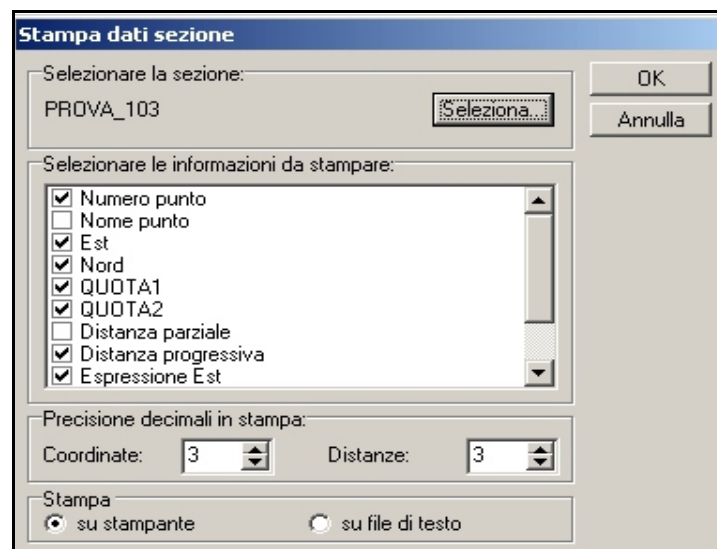 Stampa dati sezione
Selezionare la sezione:
PROVA_103
Seleziona...
OK
Annulla
Selezionare le informazioni da stampare:
Numero punto
Nome punto
Est
Nord
QUOTA1
QUOTA2
Distanza parziale
Distanza progressiva
Espressione Est
Precisione decimali in stampa:
Coordinate: 3 Distanze: 3
Stampa
su stampante su file di testo